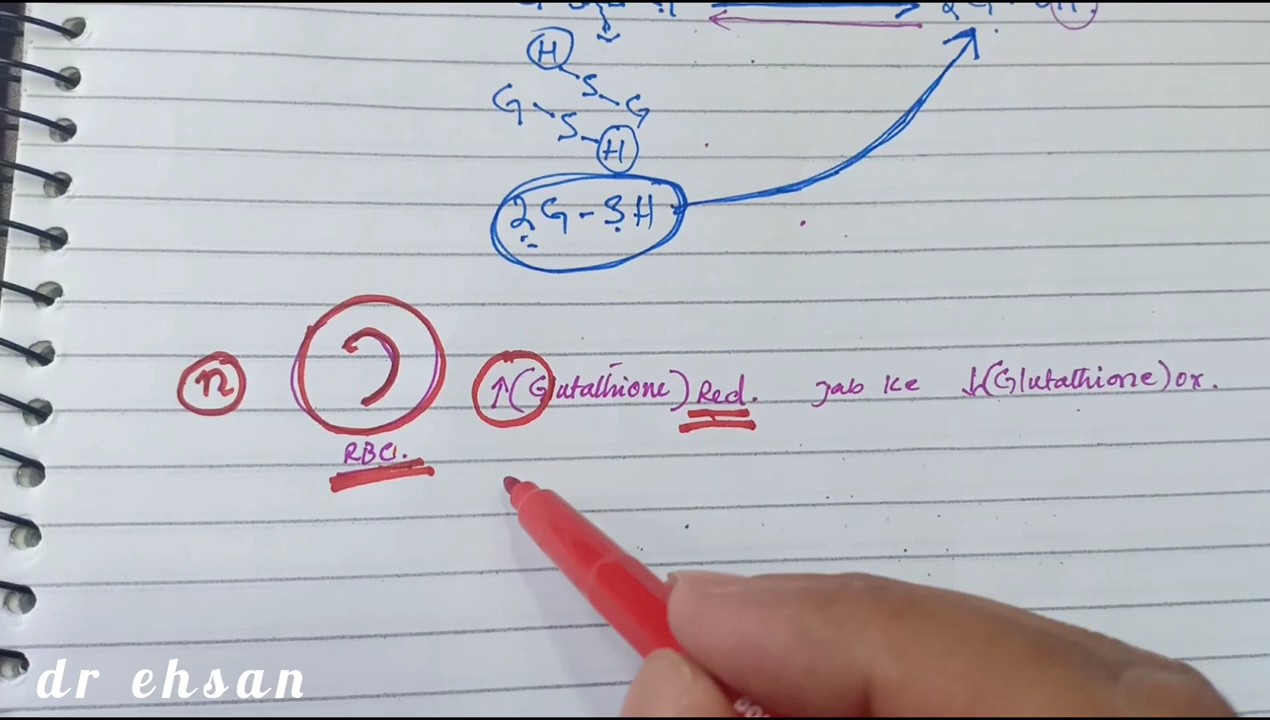 H
S
G G
S
H
2G-SH
n ↑(Glutathione) Red. jab ke ↓(Glutathione) ox.
RBC.
dr ehsan